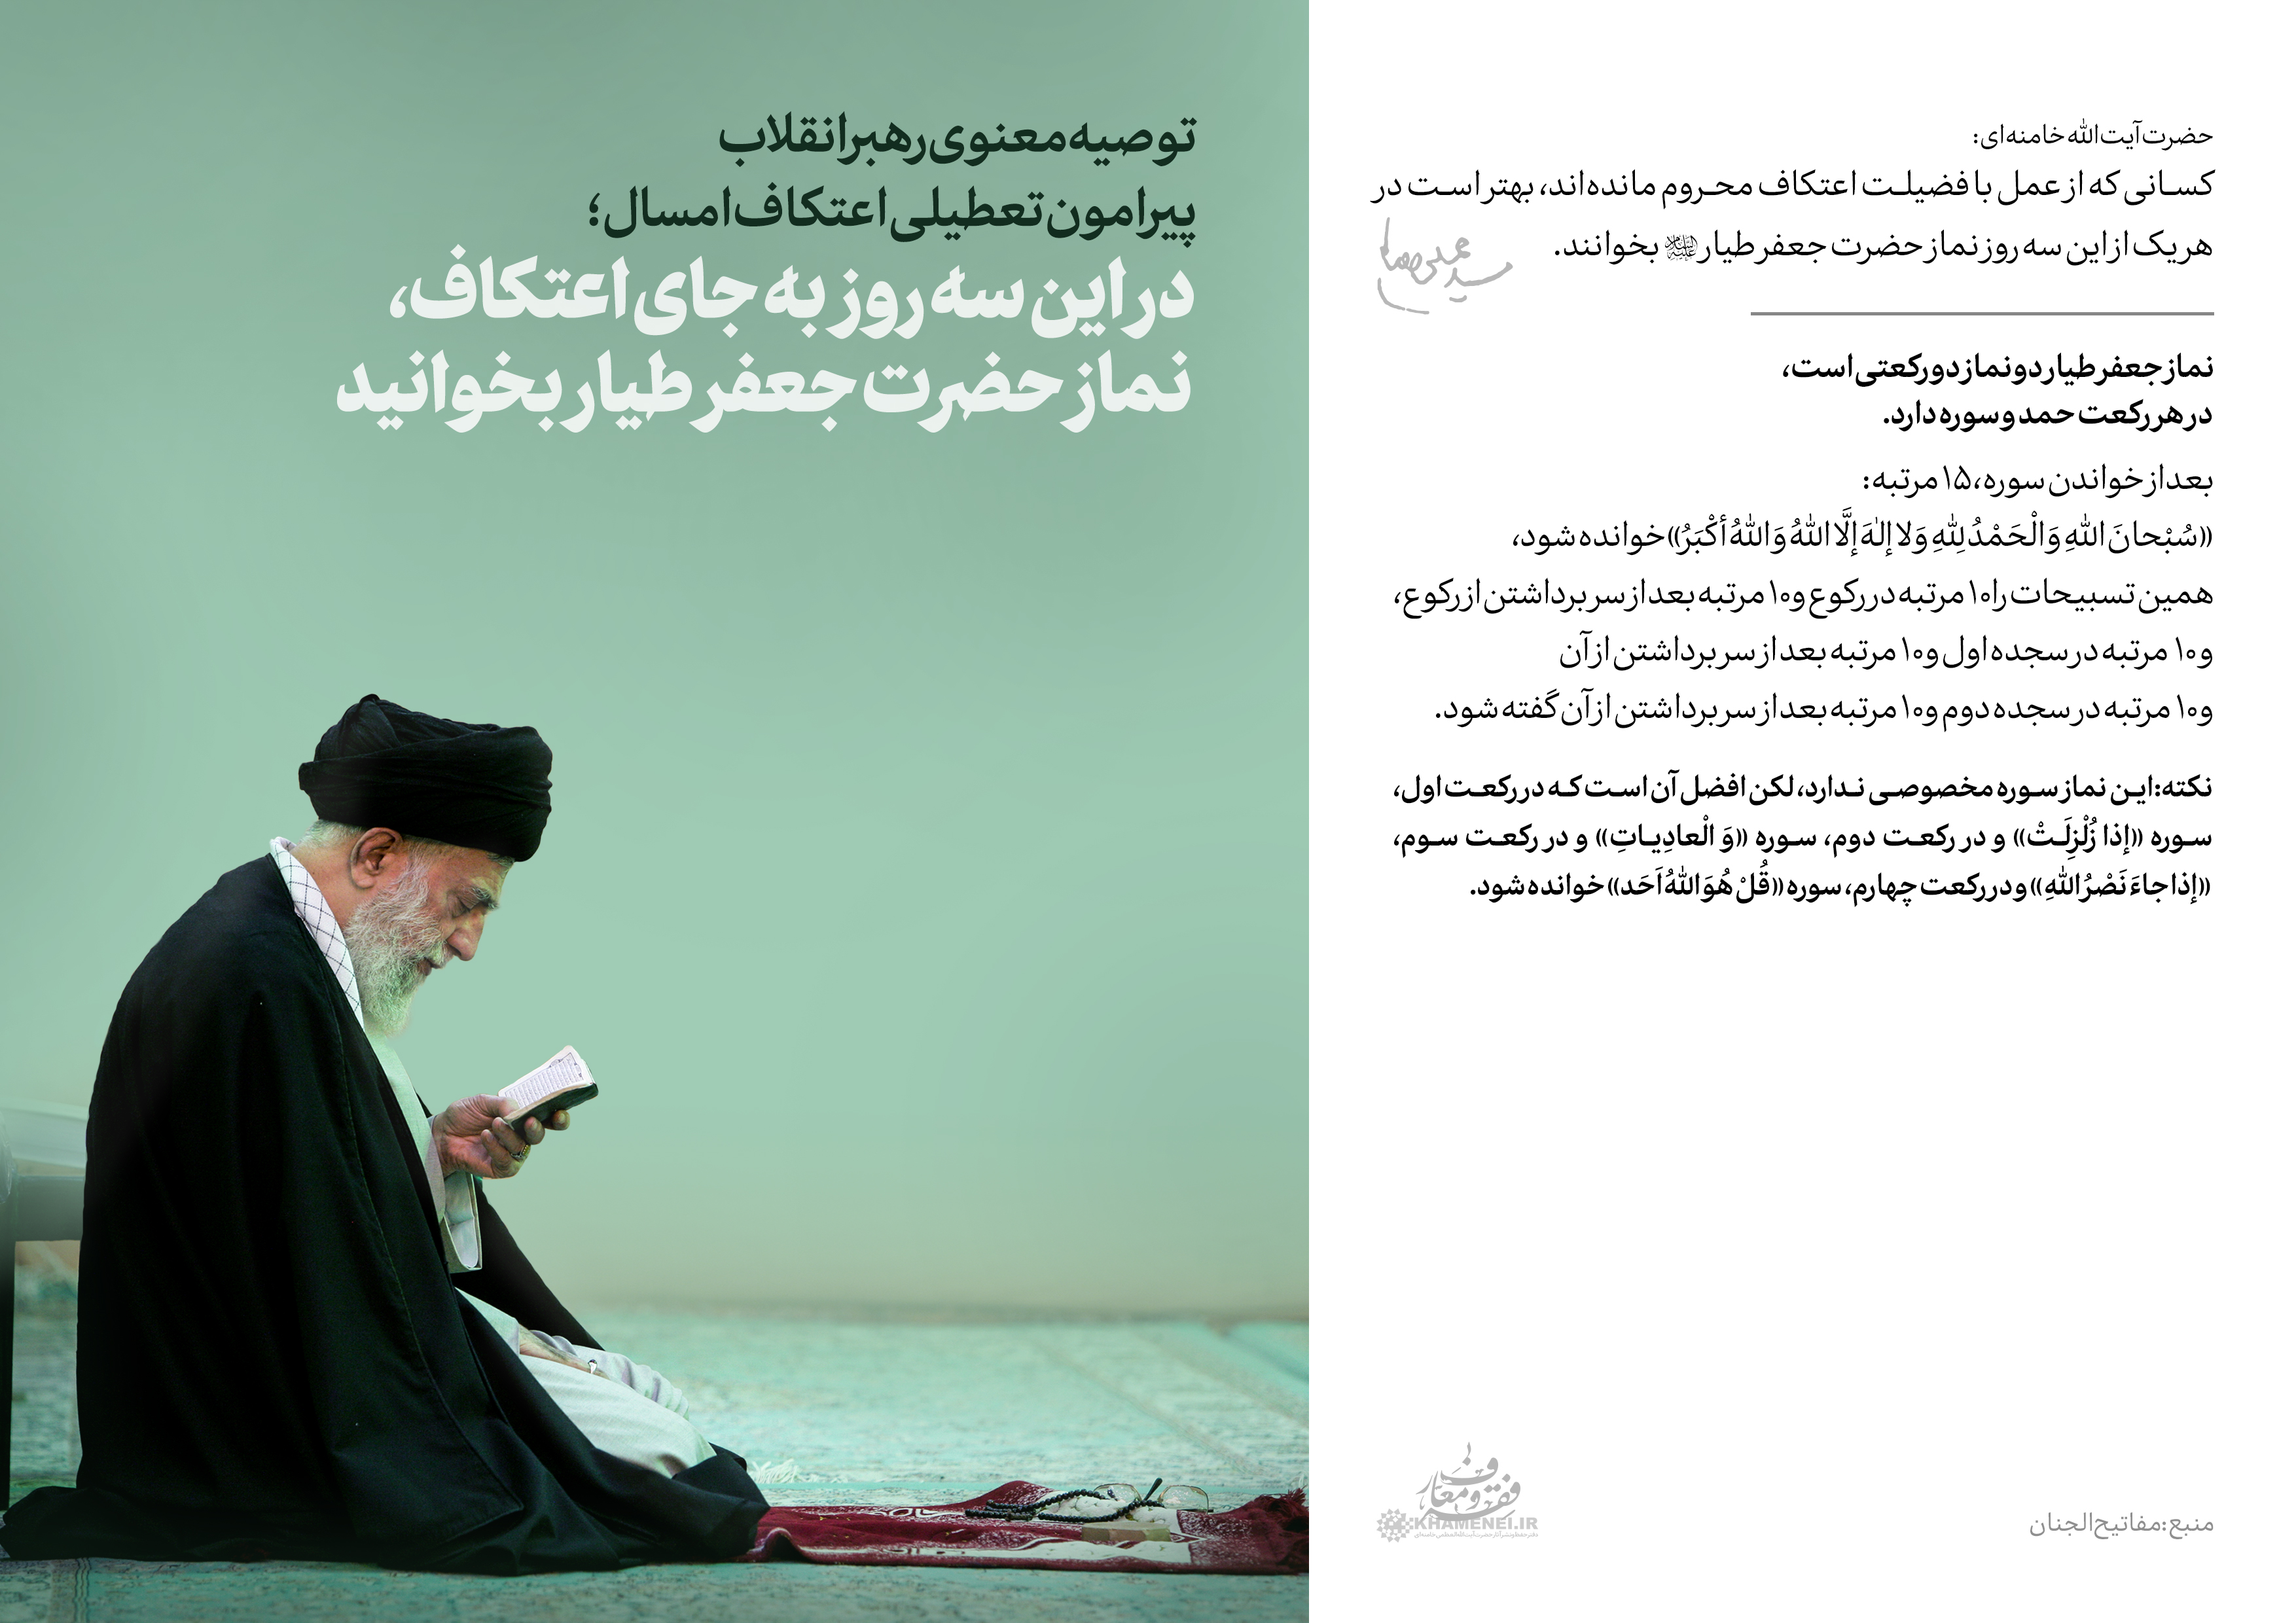 توصیه معنوی رهبر انقلاب
پیرامون تعطیلی اعتکاف امسال؛
در این سه روز به جای اعتکاف،
نماز حضرت جعفر طیار بخوانید
حضرت آیت‌الله خامنه‌ای:
کسانی که از عمل با فضیلت اعتکاف محروم مانده‌اند، بهتر است در
هر یک از این سه روز نماز حضرت جعفر طیار علیه‌السلام بخوانند.
نماز جعفر طیار دو نماز دو رکعتی است،
در هر رکعت حمد و سوره دارد.
بعد از خواندن سوره، ۱۵ مرتبه:
«سُبْحانَ اللهِ وَ الْحَمْدُ لِلهِ وَ لا إلٰهَ إلَّا اللهُ وَ اللهُ أكْبَرُ» خوانده شود،
همین تسبیحات را ۱۰ مرتبه در رکوع و ۱۰ مرتبه بعد از سر برداشتن از رکوع،
و ۱۰ مرتبه در سجده اول و ۱۰ مرتبه بعد از سر برداشتن از آن
و ۱۰ مرتبه در سجده دوم و ۱۰ مرتبه بعد از سر برداشتن از آن گفته شود.
نکته: این نماز سوره مخصوصی ندارد، لکن افضل آن است که در رکعت اول،
سوره «إذا زُلْزِلَتْ» و در رکعت دوم، سوره «وَ الْعادِیاتِ» و در رکعت سوم،
«إذا جاءَ نَصْرُ اللهِ» و در رکعت چهارم، سوره «قُلْ هُوَ اللهُ اَحَد» خوانده شود.
فقه و معارف
KHAMENEI.IR
منبع: مفاتیح الجنان